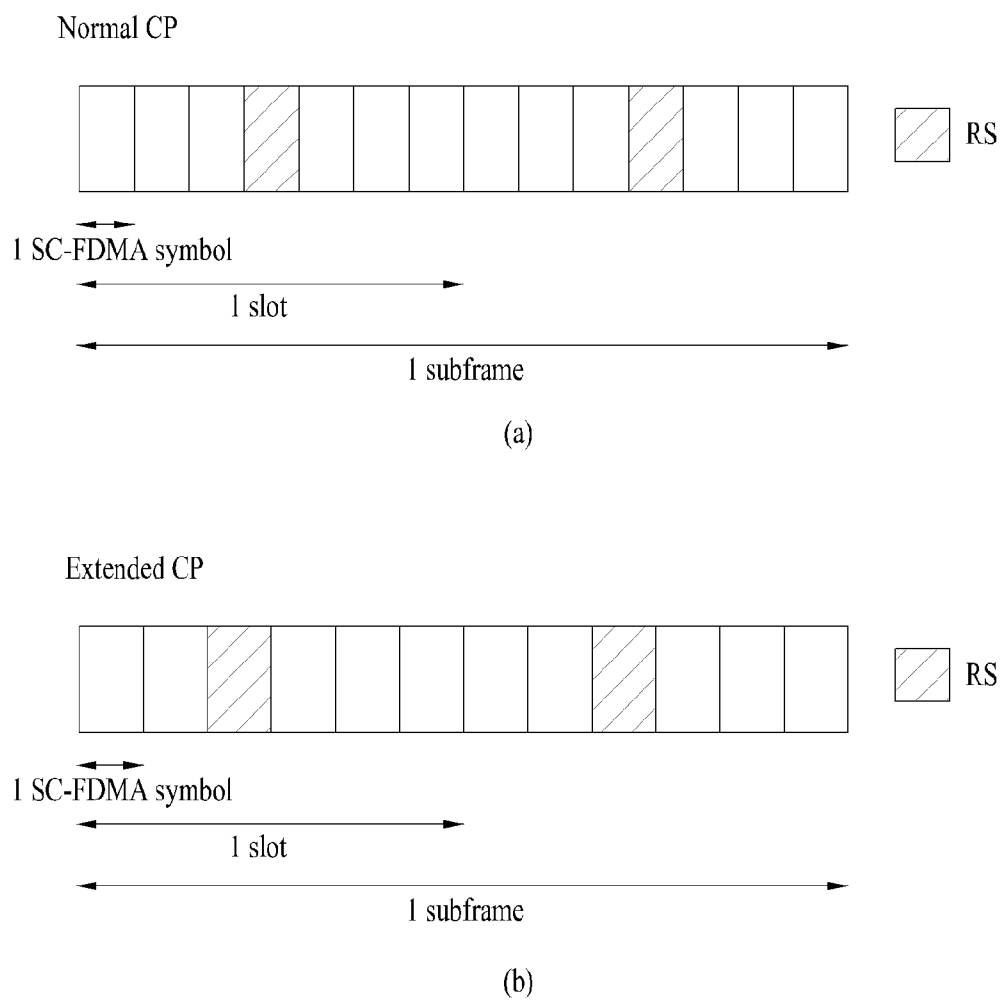 Normal CP
RS
1 SC-FDMA symbol
1 slot
1 subframe
(a)
Extended CP
RS
1 SC-FDMA symbol
1 slot
1 subframe
(b)